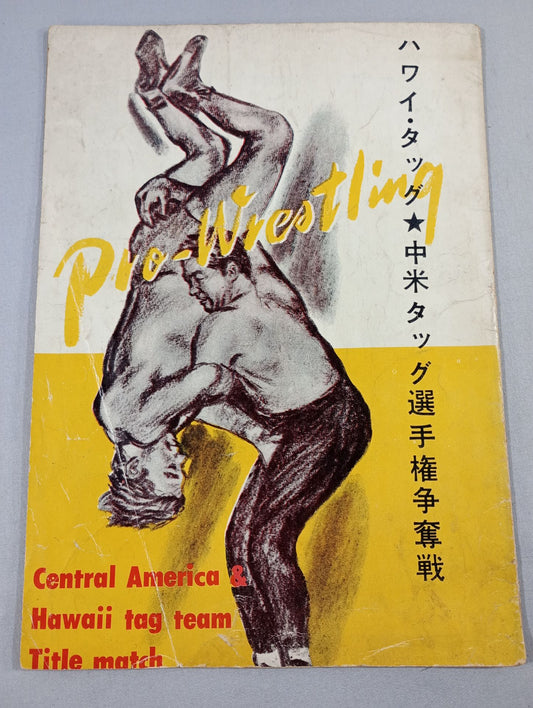 ハワイ・タッグ★中米タッグ選手権争奪戦
Pro-Wrestling
Central America &
Hawaii tag team
Title match